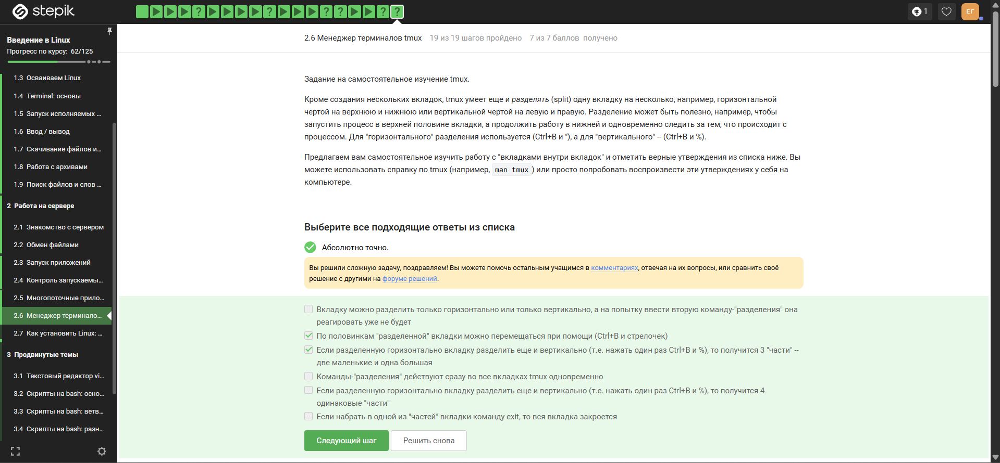 stepik
1
ЕГ
Введение в Linux
Прогресс по курсу: 62/125
1.3 Осваиваем Linux
1.4 Terminal: основы
1.5 Запуск исполняемых ...
1.6 Ввод / вывод
1.7 Скачивание файлов и...
1.8 Работа с архивами
1.9 Поиск файлов и слов ...
2 Работа на сервере
2.1 Знакомство с сервером
2.2 Обмен файлами
2.3 Запуск приложений
2.4 Контроль запускаемы...
2.5 Многопоточные прило...
2.6 Менеджер терминало...
2.7 Как установить Linux: ...
3 Продвинутые темы
3.1 Текстовый редактор vi...
3.2 Скрипты на bash: осно...
3.3 Скрипты на bash: ветв...
3.4 Скрипты на bash: разн...
2.6 Менеджер терминалов tmux 19 из 19 шагов пройдено 7 из 7 баллов получено
Задание на самостоятельное изучение tmux.
Кроме создания нескольких вкладок, tmux умеет еще и разделять (split) одну вкладку на несколько, например, горизонтальной
чертой на верхнюю и нижнюю или вертикальной чертой на левую и правую. Разделение может быть полезно, например, чтобы
запустить процесс в верхней половине вкладки, а продолжить работу в нижней и одновременно следить за тем, что происходит с
процессом. Для "горизонтального" разделения используется (Ctrl+B и "), а для "вертикального" -- (Ctrl+B и %).
Предлагаем вам самостоятельное изучить работу с "вкладками внутри вкладок" и отметить верные утверждения из списка ниже. Вы
можете использовать справку по tmux (например, man tmux ) или просто попробовать воспроизвести эти утверждениях у себя на
компьютере.
Выберите все подходящие ответы из списка
Абсолютно точно.
Вы решили сложную задачу, поздравляем! Вы можете помочь остальным учащимся в комментариях, отвечая на их вопросы, или сравнить своё
решение с другими на форуме решений.
Вкладку можно разделить только горизонтально или только вертикально, а на попытку ввести вторую команду-"разделения" она
реагировать уже не будет
По половинкам "разделенной" вкладки можно перемещаться при помощи (Ctrl+B и стрелочек)
Если разделенную горизонтально вкладку разделить еще и вертикально (т.е. нажать один раз Ctrl+B и %), то получится 3 "части" --
две маленькие и одна большая
Команды-"разделения" действуют сразу во все вкладках tmux одновременно
Если разделенную горизонтально вкладку разделить еще и вертикально (т.е. нажать один раз Ctrl+B и %), то получится 4
одинаковые "части"
Если набрать в одной из "частей" вкладки команду exit, то вся вкладка закроется
Следующий шаг
Решить снова